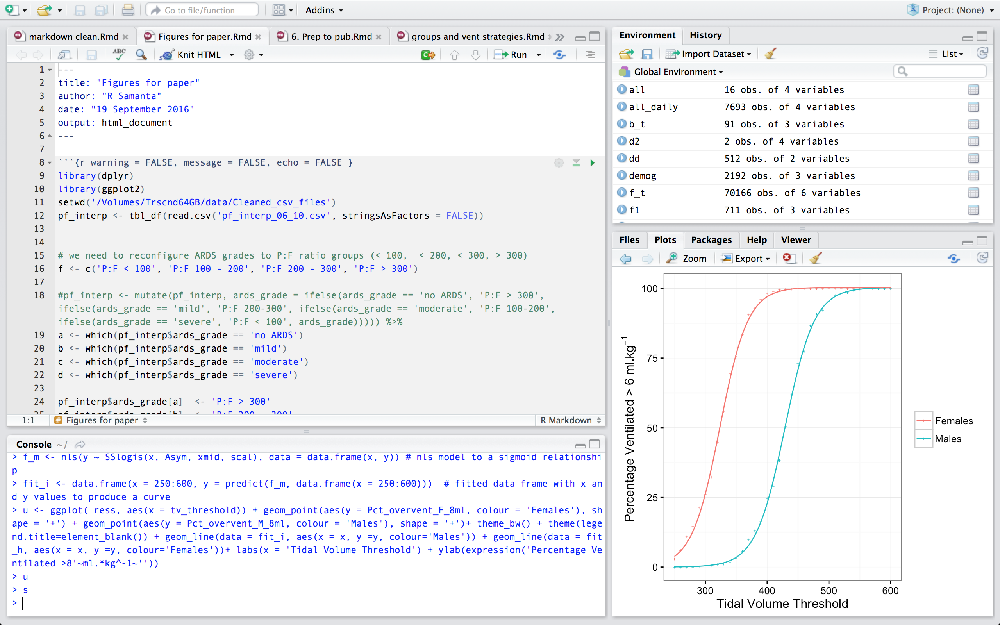 Go to file/function
Addins
Project: (None)
markdown clean.Rmd
Figures for paper.Rmd
6. Prep to pub.Rmd
groups and vent strategies.Rmd
ABC
Knit HTML
C
Run
1 ---
2 title: "Figures for paper"
3 author: "R Samanta"
4 date: "19 September 2016"
5 output: html_document
6 ---
7
8 ```{r warning = FALSE, message = FALSE, echo = FALSE }
9 library(dplyr)
10 library(ggplot2)
11 setwd('/Volumes/Trscnd64GB/data/Cleaned_csv_files')
12 pf_interp <- tbl_df(read.csv('pf_interp_06_10.csv', stringsAsFactors = FALSE))
13
14
15 # we need to reconfigure ARDS grades to P:F ratio groups (< 100,  < 200, < 300, > 300)
16 f <- c('P:F < 100', 'P:F 100 - 200', 'P:F 200 - 300', 'P:F > 300')
17
18 #pf_interp <- mutate(pf_interp, ards_grade = ifelse(ards_grade == 'no ARDS', 'P:F > 300',
ifelse(ards_grade == 'mild', 'P:F 200-300', ifelse(ards_grade == 'moderate', 'P:F 100-200',
ifelse(ards_grade == 'severe', 'P:F < 100', ards_grade))))) %>%
19 a <- which(pf_interp$ards_grade == 'no ARDS')
20 b <- which(pf_interp$ards_grade == 'mild')
21 c <- which(pf_interp$ards_grade == 'moderate')
22 d <- which(pf_interp$ards_grade == 'severe')
23
24 pf_interp$ards_grade[a]  <- 'P:F > 300'
25 pf_interp$ards_grade[b]  <- 'P:F 200 - 300'
1:1
Figures for paper
R Markdown
Console ~/
> f_m <- nls(y ~ SSlogis(x, Asym, xmid, scal), data = data.frame(x, y)) # nls model to a sigmoid relationshi
p
> fit_i <- data.frame(x = 250:600, y = predict(f_m, data.frame(x = 250:600)))  # fitted data frame with x an
d y values to produce a curve
> u <- ggplot( ress, aes(x = tv_threshold)) + geom_point(aes(y = Pct_overvent_F_8ml, colour = 'Females'), sh
ape = '+') + geom_point(aes(y = Pct_overvent_M_8ml, colour = 'Males'), shape = '+')+ theme_bw() + theme(lege
nd.title=element_blank()) + geom_line(data = fit_i, aes(x = x, y =y, colour='Males')) + geom_line(data = fit
_h, aes(x = x, y =y, colour='Females'))+ labs(x = 'Tidal Volume Threshold') + ylab(expression('Percentage Ve
ntilated >8'~ml.*kg^-1~''))
> u
> s
>
Environment
History
Import Dataset
List
Global Environment
all 16 obs. of 4 variables
all_daily 7693 obs. of 4 variables
b_t 91 obs. of 3 variables
d2 2 obs. of 4 variables
dd 512 obs. of 2 variables
demog 2192 obs. of 3 variables
f_t 70166 obs. of 6 variables
f1 711 obs. of 3 variables
Files
Plots
Packages
Help
Viewer
Zoom
Export
Percentage Ventilated > 6 ml.kg⁻¹
100
75
50
25
0
300 400 500 600
Tidal Volume Threshold
Females
Males